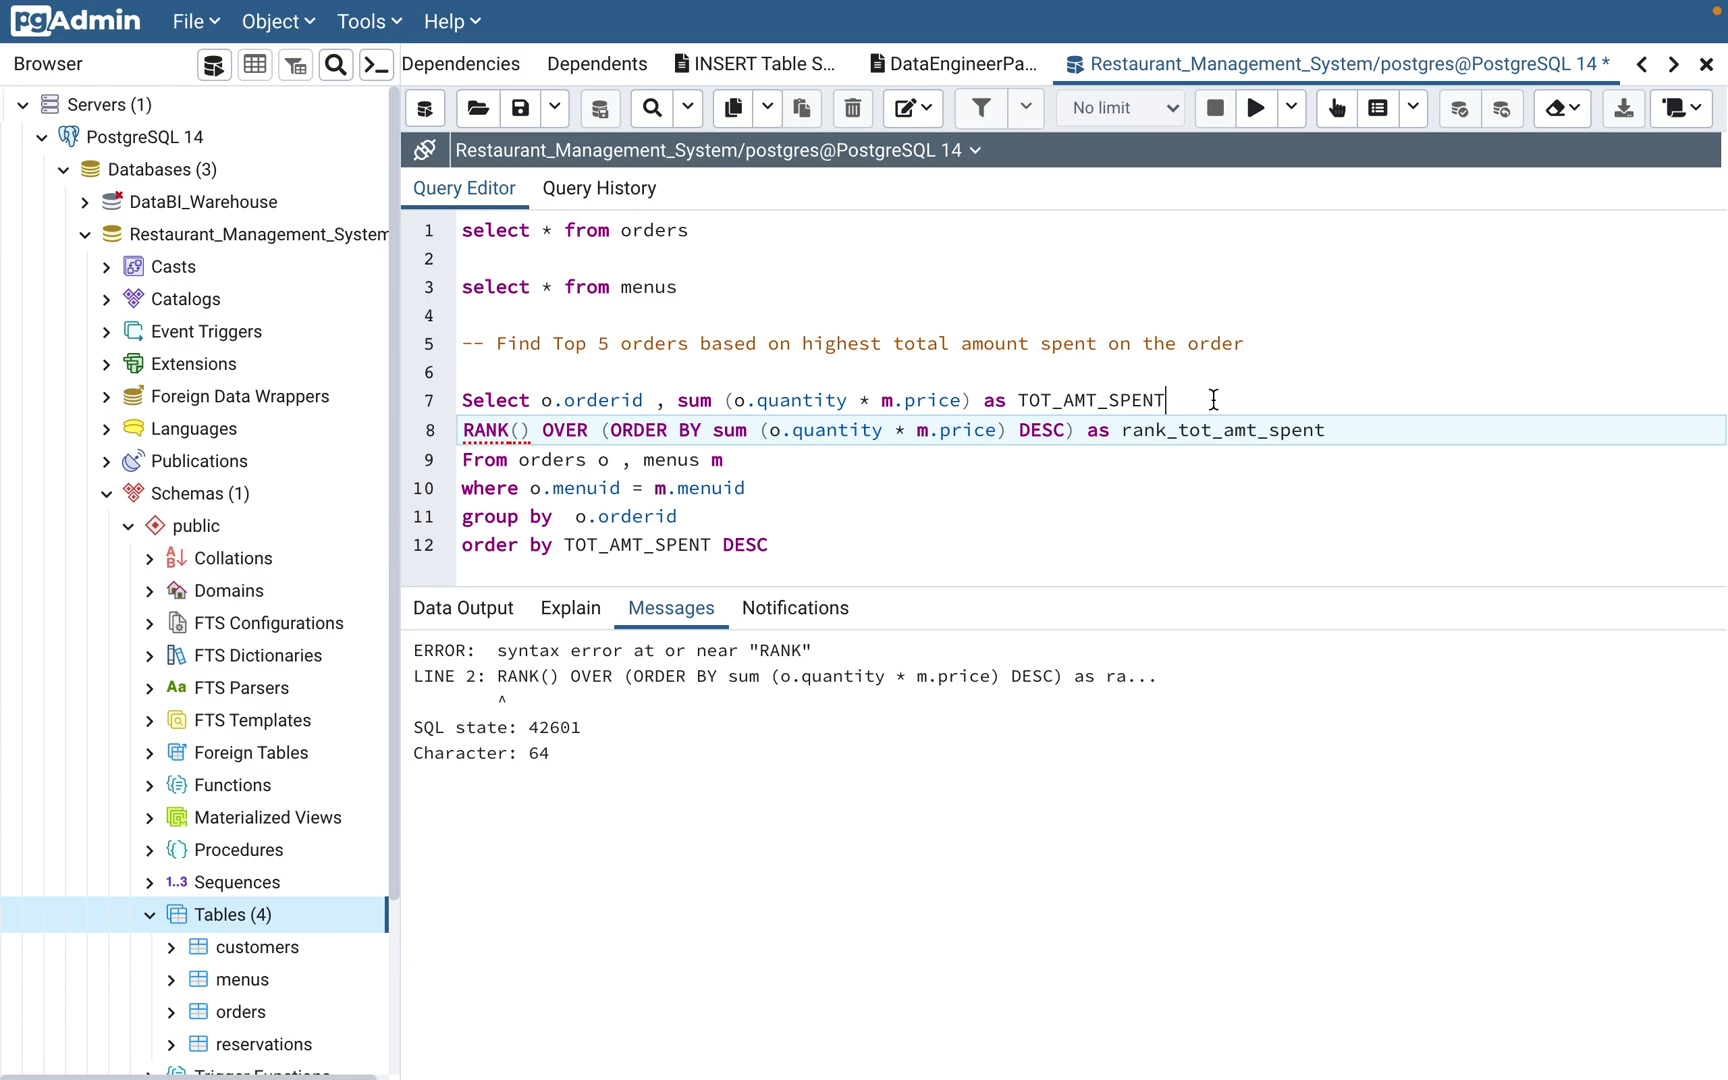 pgAdmin File Object Tools Help
Browser
Dependencies Dependents INSERT Table S... DataEngineerPa... Restaurant_Management_System/postgres@PostgreSQL 14 *
No limit
Restaurant_Management_System/postgres@PostgreSQL 14
Query Editor Query History
Servers (1)
PostgreSQL 14
Databases (3)
DataBI_Warehouse
Restaurant_Management_System
Casts
Catalogs
Event Triggers
Extensions
Foreign Data Wrappers
Languages
Publications
Schemas (1)
public
Collations
Domains
FTS Configurations
FTS Dictionaries
Aa FTS Parsers
FTS Templates
Foreign Tables
Functions
Materialized Views
Procedures
1..3 Sequences
Tables (4)
customers
menus
orders
reservations
1 select * from orders
2
3 select * from menus
4
5 -- Find Top 5 orders based on highest total amount spent on the order
6
7 Select o.orderid , sum (o.quantity * m.price) as TOT_AMT_SPENT
8 RANK() OVER (ORDER BY sum (o.quantity * m.price) DESC) as rank_tot_amt_spent
9 From orders o , menus m
10 where o.menuid = m.menuid
11 group by  o.orderid
12 order by TOT_AMT_SPENT DESC
Data Output Explain Messages Notifications
ERROR:  syntax error at or near "RANK"
LINE 2: RANK() OVER (ORDER BY sum (o.quantity * m.price) DESC) as ra...
^
SQL state: 42601
Character: 64